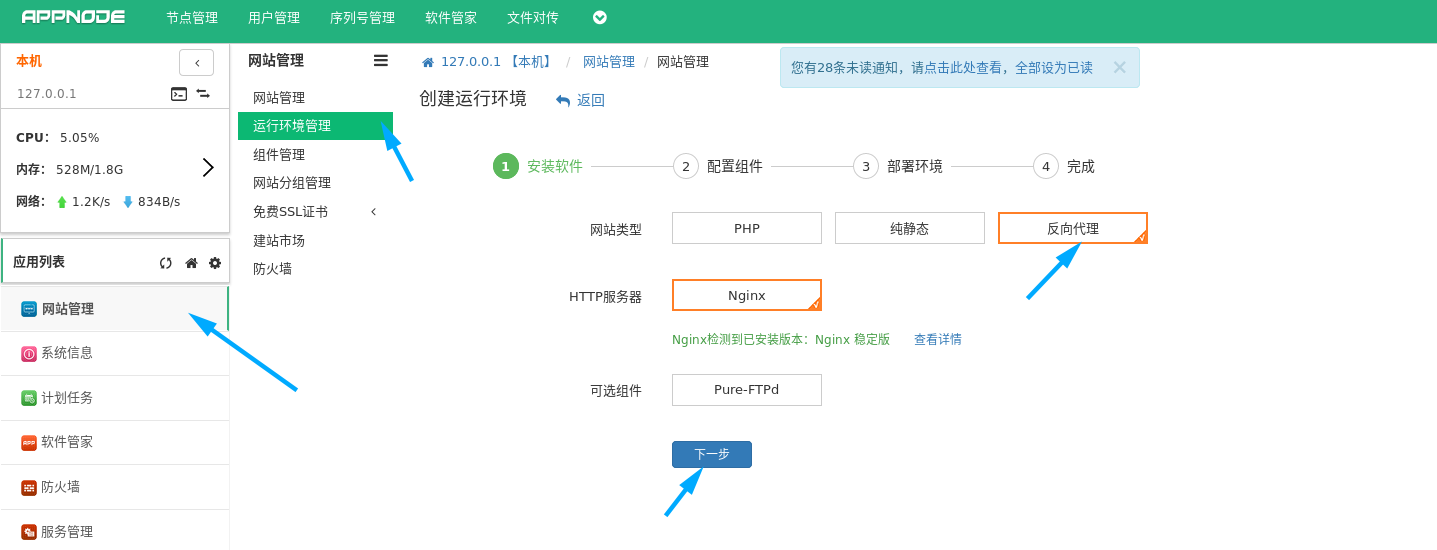 APPNODE 节点管理 用户管理 序列号管理 软件管家 文件对传
本机
127.0.0.1
CPU: 5.05%
内存: 528M/1.8G
网络: 1.2K/s 834B/s
应用列表
网站管理
系统信息
计划任务
软件管家
防火墙
服务管理
网站管理
网站管理
运行环境管理
组件管理
网站分组管理
免费SSL证书
建站市场
防火墙
127.0.0.1 【本机】 / 网站管理 / 网站管理
您有28条未读通知，请点击此处查看，全部设为已读 ×
创建运行环境 返回
1 安装软件 2 配置组件 3 部署环境 4 完成
网站类型 PHP 纯静态 反向代理
HTTP服务器 Nginx
Nginx检测到已安装版本：Nginx 稳定版 查看详情
可选组件 Pure-FTPd
下一步